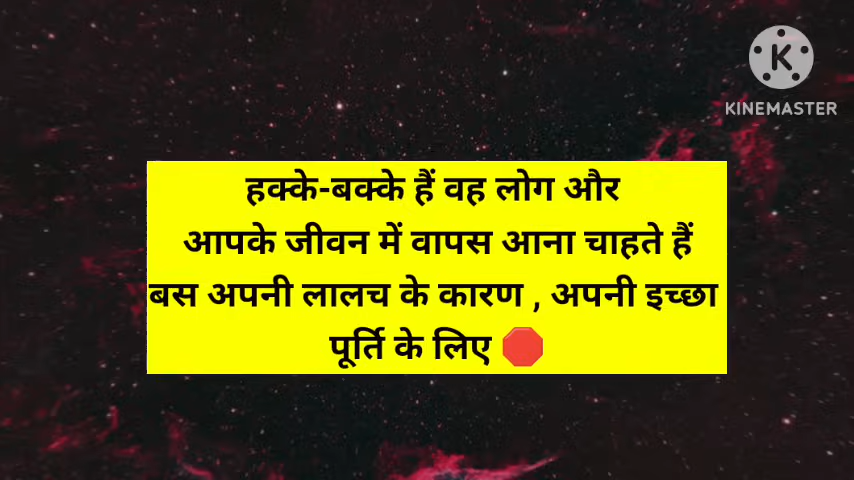 KINEMASTER
हक्के-बक्के हैं वह लोग और
आपके जीवन में वापस आना चाहते हैं
बस अपनी लालच के कारण , अपनी इच्छा
पूर्ति के लिए 🛑